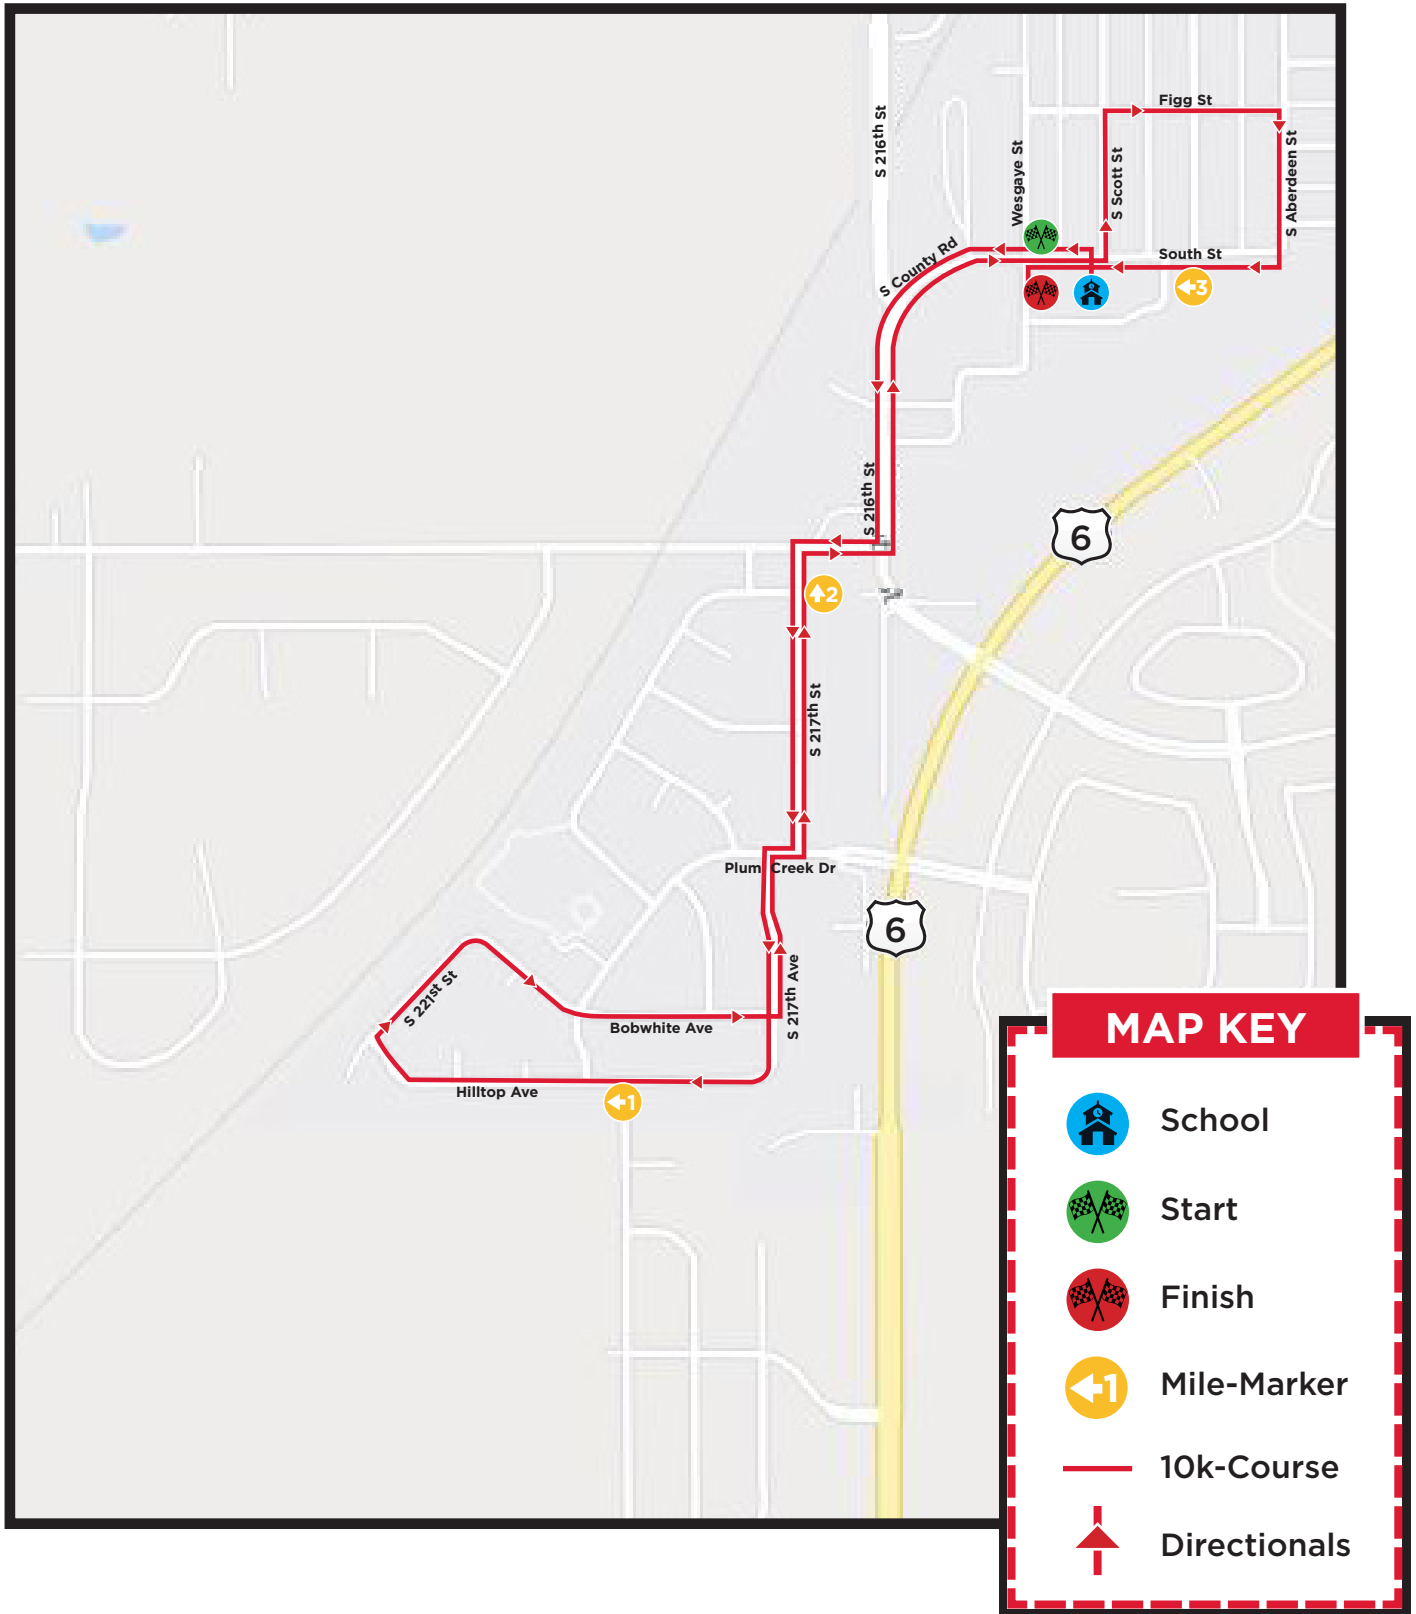 Figg St
S 216th St
Wesgaye St
S Scott St
S Aberdeen St
South St
S County Rd
3
S 216th St
6
2
S 217th St
Plum Creek Dr
6
S 221st St
S 217th Ave
Bobwhite Ave
Hilltop Ave
1
MAP KEY
School
Start
Finish
1 Mile-Marker
10k-Course
Directionals